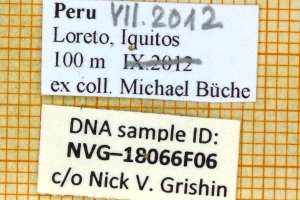 Peru VII.2012
Loreto, Iquitos
100 m IX.2012
ex coll. Michael Büche
DNA sample ID:
NVG–18066F06
c/o Nick V. Grishin